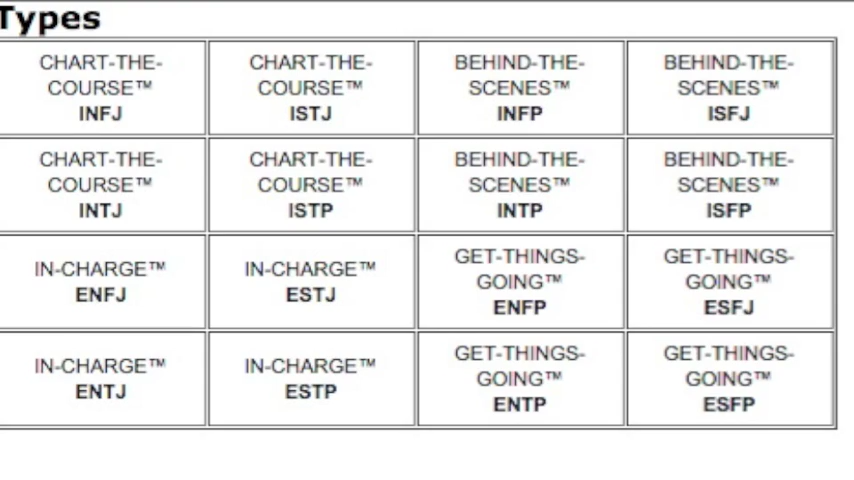 Types
CHART-THE-
COURSE™
INFJ
CHART-THE-
COURSE™
ISTJ
BEHIND-THE-
SCENES™
INFP
BEHIND-THE-
SCENES™
ISFJ
CHART-THE-
COURSE™
INTJ
CHART-THE-
COURSE™
ISTP
BEHIND-THE-
SCENES™
INTP
BEHIND-THE-
SCENES™
ISFP
IN-CHARGE™
ENFJ
IN-CHARGE™
ESTJ
GET-THINGS-
GOING™
ENFP
GET-THINGS-
GOING™
ESFJ
IN-CHARGE™
ENTJ
IN-CHARGE™
ESTP
GET-THINGS-
GOING™
ENTP
GET-THINGS-
GOING™
ESFP